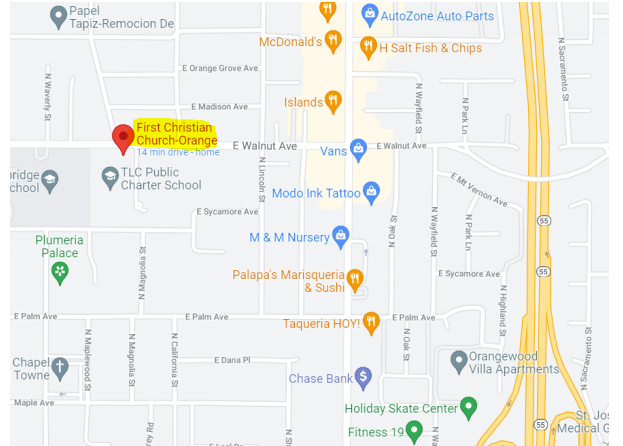 Papel
Tapiz-Remocion De
AutoZone Auto Parts
McDonald's
H Salt Fish & Chips
N Sacramento St
E Orange Grove Ave
N Waverly St
N Wayfield St
N Park Ln
E Madison Ave
Islands
First Christian
Church-Orange
14 min drive - home
E Walnut Ave
Vans
E Walnut Ave
TLC Public
Charter School
N Lincoln St
Modo Ink Tattoo
E Mt Vernon Ave
E Sycamore Ave
N Oak St
N Wayfield St
N Park Ln
55
Plumeria
Palace
M & M Nursery
N Magnolia St
Palapa's Marisqueria
& Sushi
E Sycamore Ave
55
N Highland St
E Palm Ave
E Palm Ave
Taqueria HOY!
E Palm Ave
N Maplewood St
N Magnolia St
N California St
N Oak St
N Sacramento St
Chapel
Towne
E Dana Pl
Chase Bank
Orangewood
Villa Apartments
Maple Ave
Holiday Skate Center
Fitness 19
55